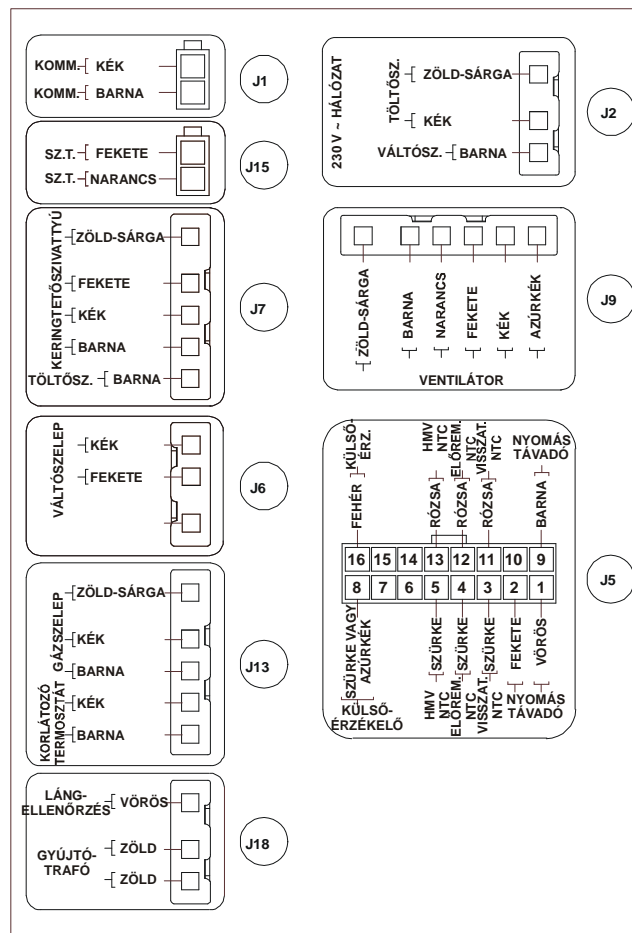 KOMM. KÉK
KOMM. BARNA
J1
SZ.T. FEKETE
SZ.T. NARANCS
J15
KERINGTETŐSZIVATTYÚ
ZÖLD-SÁRGA
FEKETE
KÉK
BARNA
TÖLTŐSZ. BARNA
J7
VÁLTÓSZELEP
KÉK
FEKETE
J6
GÁZSZELEP
ZÖLD-SÁRGA
KÉK
BARNA
KORLÁTOZÓ
TERMOSZTÁT
KÉK
BARNA
J13
LÁNG-
ELLENŐRZÉS
VÖRÖS
GYÚJTÓ-
TRAFÓ
ZÖLD
ZÖLD
J18
230 V ~ HÁLÓZAT
TÖLTŐSZ.
ZÖLD-SÁRGA
KÉK
VÁLTÓSZ. BARNA
J2
ZÖLD-SÁRGA
BARNA
NARANCS
FEKETE
KÉK
AZÚRKÉK
VENTILÁTOR
J9
KÜLSŐ-
ÉRZ.
HMV
NTC
ELŐREM.
NTC
VISSZAT.
NTC
NYOMÁS
TÁVADÓ
FEHÉR
RÓZSA
RÓZSA
RÓZSA
BARNA
16 15 14 13 12 11 10 9
8 7 6 5 4 3 2 1
SZÜRKE VAGY
AZÚRKÉK
SZÜRKE
SZÜRKE
SZÜRKE
FEKETE
VÖRÖS
KÜLSŐ-
ÉRZÉKELŐ
HMV
NTC
ELŐREM.
NTC
VISSZAT.
NTC
NYOMÁS
TÁVADÓ
J5